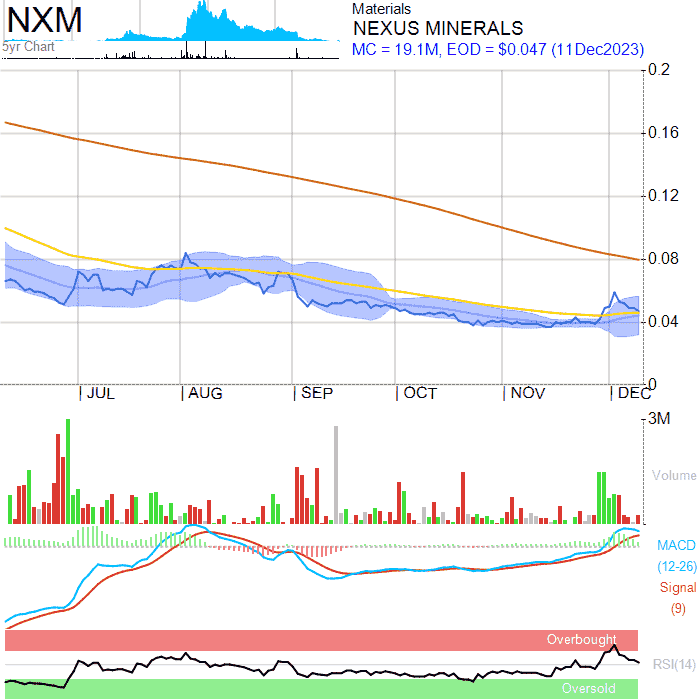 NXM
5yr Chart
Materials
NEXUS MINERALS
MC = 19.1M, EOD = $0.047 (11Dec2023)
0.2
0.16
0.12
0.08
0.04
0
JUL AUG SEP OCT NOV DEC
3M
Volume
MACD
(12-26)
Signal
(9)
Overbought
RSI(14)
Oversold